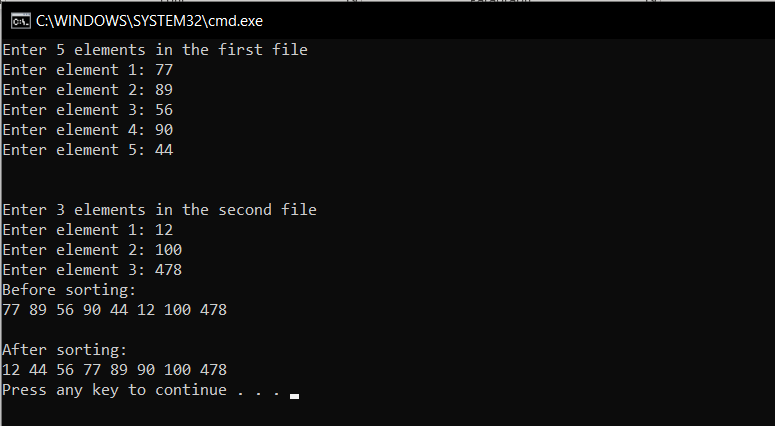 C:\WINDOWS\SYSTEM32\cmd.exe
Enter 5 elements in the first file
Enter element 1: 77
Enter element 2: 89
Enter element 3: 56
Enter element 4: 90
Enter element 5: 44
Enter 3 elements in the second file
Enter element 1: 12
Enter element 2: 100
Enter element 3: 478
Before sorting:
77 89 56 90 44 12 100 478
After sorting:
12 44 56 77 89 90 100 478
Press any key to continue . . .